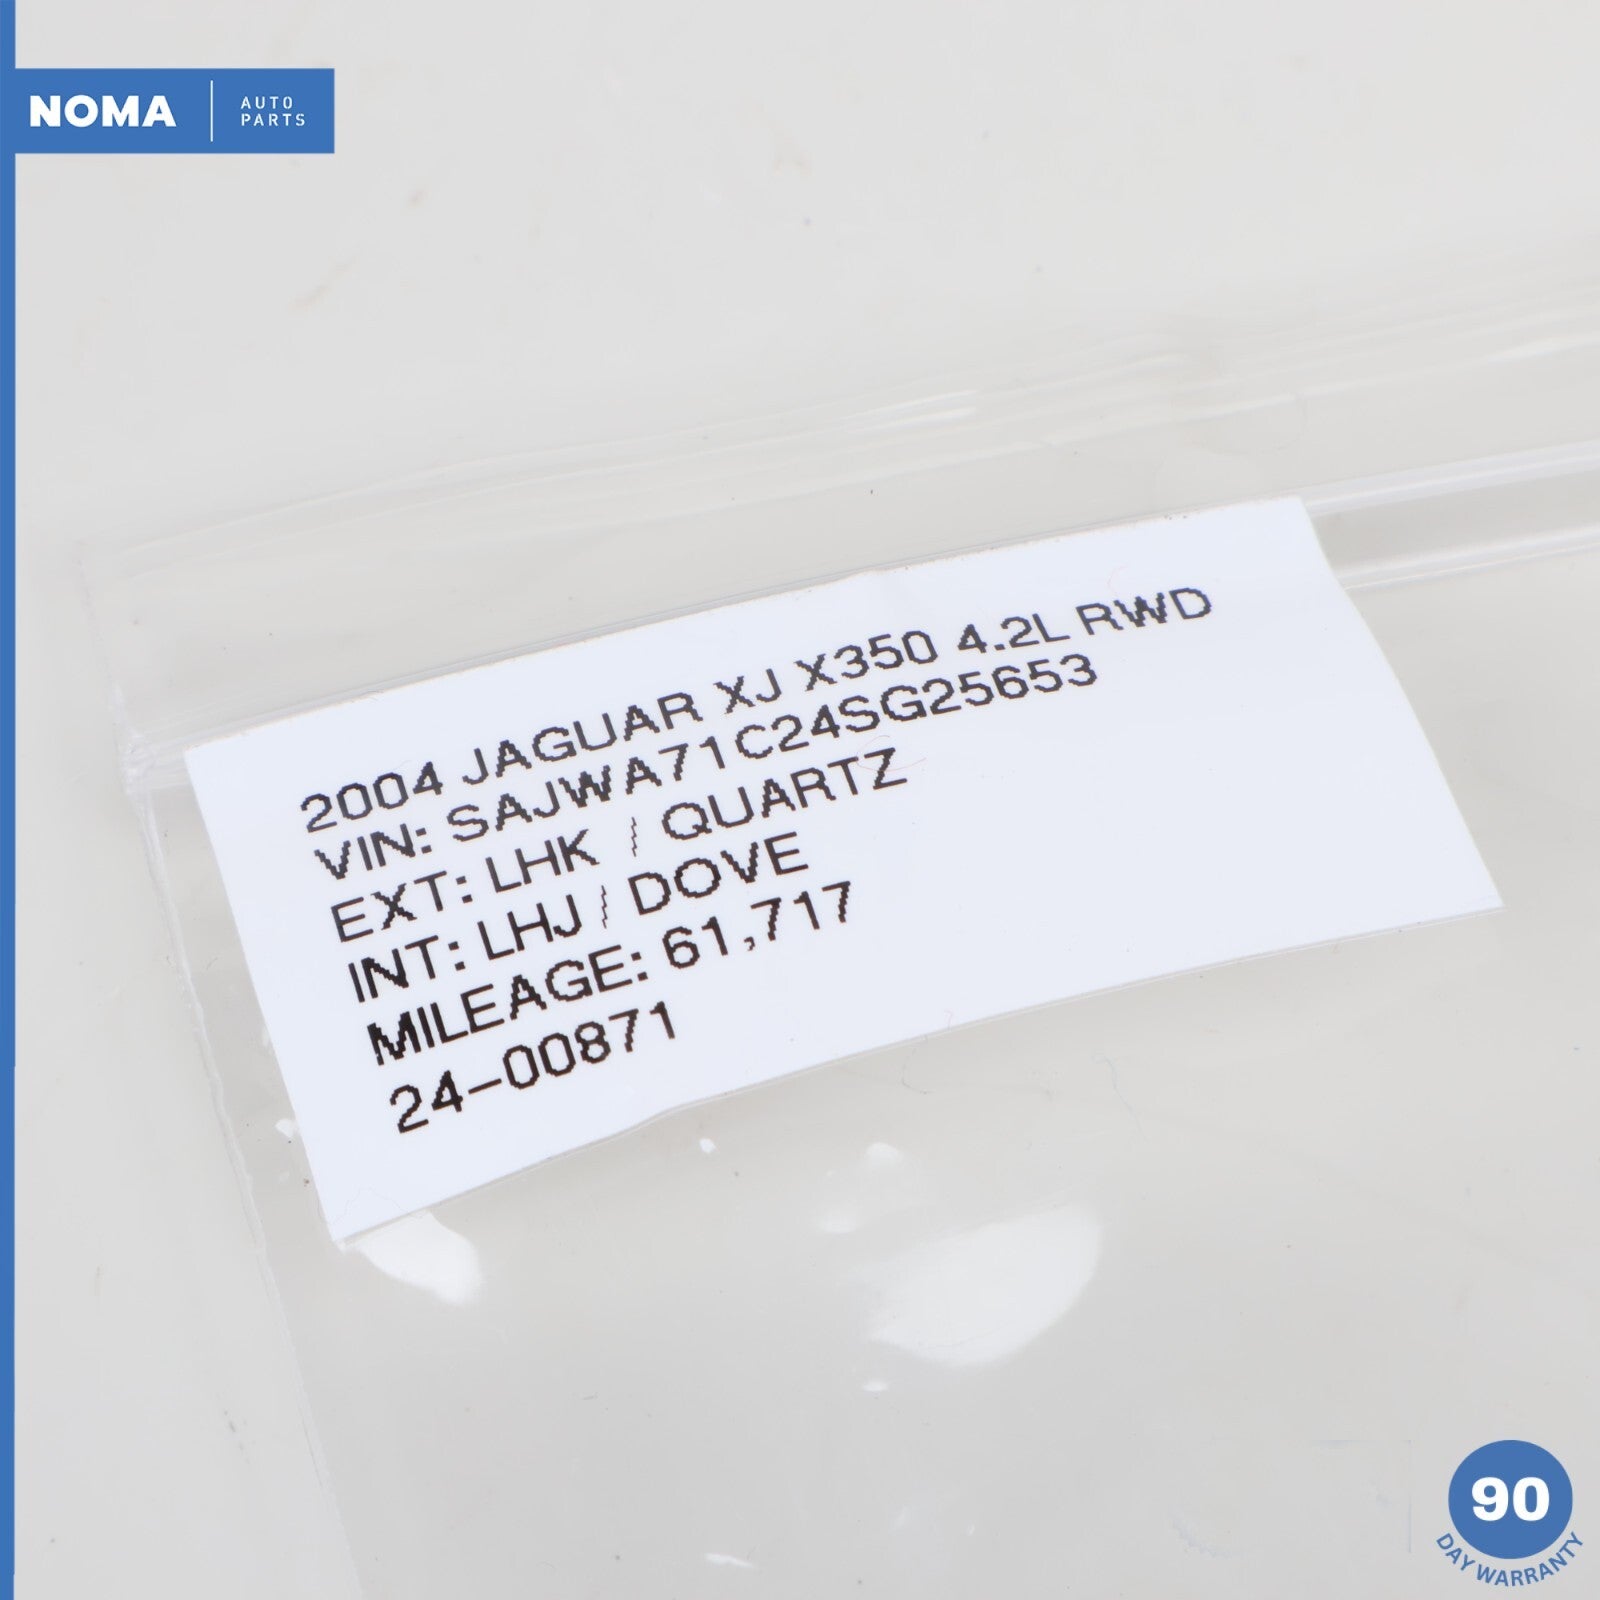 NOMA
AUTO
PARTS
2004 JAGUAR XJ X350 4.2L RWD
VIN: SAJWA71C24SG25653
EXT: LHK / QUARTZ
INT: LHJ / DOVE
MILEAGE: 61,717
24-00871
90
DAY WARRANTY